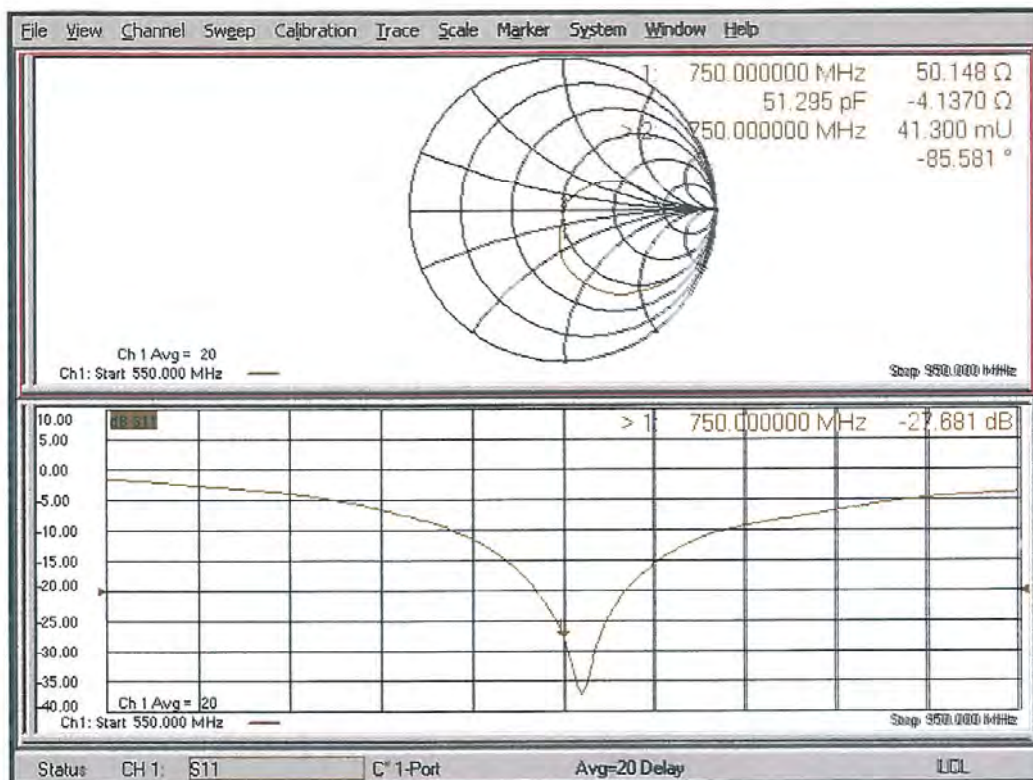 File View Channel Sweep Calibration Trace Scale Marker System Window Help
1: 750.000000 MHz 50.148 Ω
51.295 pF -4.1370 Ω
> 2: 750.000000 MHz 41.300 mU
-85.581 °
Ch 1 Avg = 20
Ch1: Start 550.000 MHz
Stop 950.000 MHz
10.00
dB S11
> 1: 750.000000 MHz -27.681 dB
5.00
0.00
-5.00
-10.00
-15.00
-20.00
-25.00
-30.00
-35.00
-40.00
Ch 1 Avg = 20
Ch1: Start 550.000 MHz
Stop 950.000 MHz
Status CH 1: S11 C* 1-Port Avg=20 Delay LCL